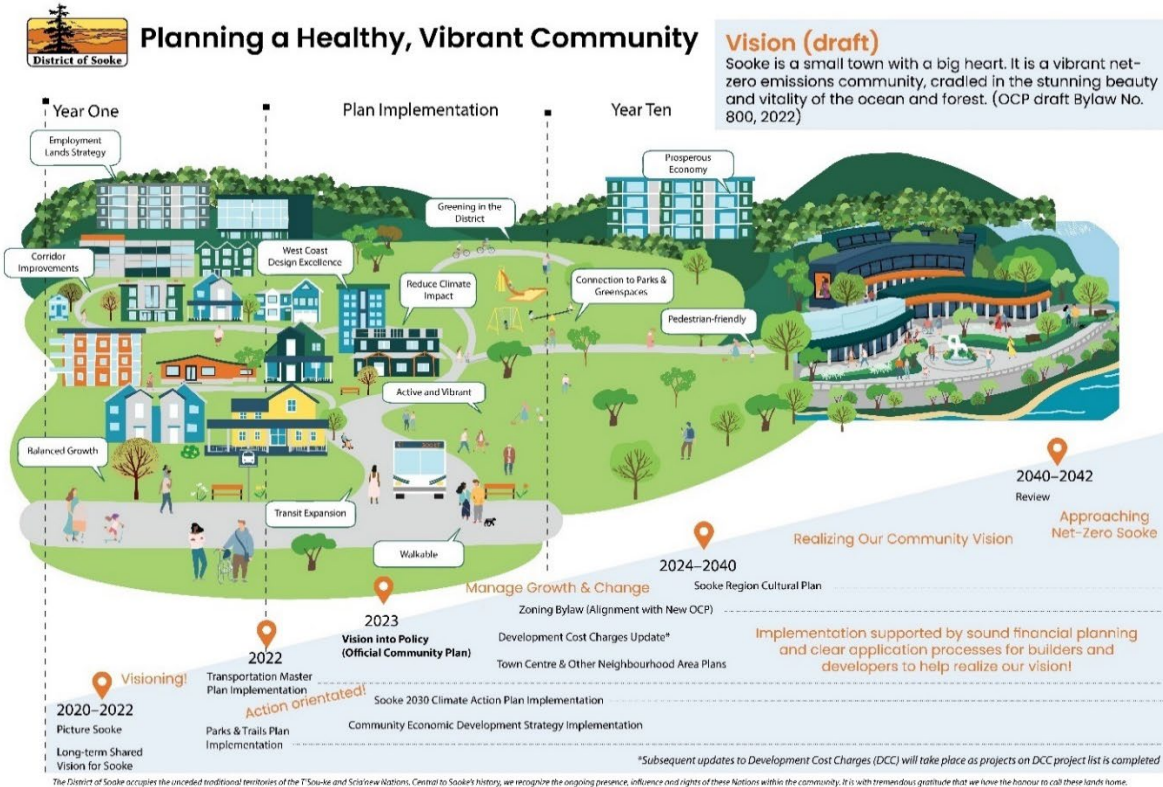 District of Sooke
Planning a Healthy, Vibrant Community
Vision (draft)
Sooke is a small town with a big heart. It is a vibrant net-
zero emissions community, cradled in the stunning beauty
and vitality of the ocean and forest. (OCP draft Bylaw No.
800, 2022)
Year One
Plan Implementation
Year Ten
Employment
Lands Strategy
Prosperous
Economy
Greening in the
District
Corridor
Improvements
West Coast
Design Excellence
Reduce Climate
Impact
Connection to Parks &
Greenspaces
Pedestrian-friendly
Active and Vibrant
Balanced Growth
Transit Expansion
Walkable
2040–2042
Review
Approaching
Net-Zero Sooke
Realizing Our Community Vision
2024–2040
Sooke Region Cultural Plan
Manage Growth & Change
Zoning Bylaw (Alignment with New OCP)
Development Cost Charges Update*
Town Centre & Other Neighbourhood Area Plans
Implementation supported by sound financial planning
and clear application processes for builders and
developers to help realize our vision!
2023
Vision into Policy
(Official Community Plan)
2022
Transportation Master
Plan Implementation
Action orientated!
Sooke 2030 Climate Action Plan Implementation
Parks & Trails Plan
Implementation
Community Economic Development Strategy Implementation
Visioning!
2020–2022
Picture Sooke
Long-term Shared
Vision for Sooke
*Subsequent updates to Development Cost Charges (DCC) will take place as projects on DCC project list is completed
The District of Sooke occupies the unceded traditional territories of the T'Sou-ke and Scia'new Nations. Central to Sooke's history, we recognize the ongoing presence, influence and rights of these Nations within the community. It is with tremendous gratitude that we have the honour to call these lands home.